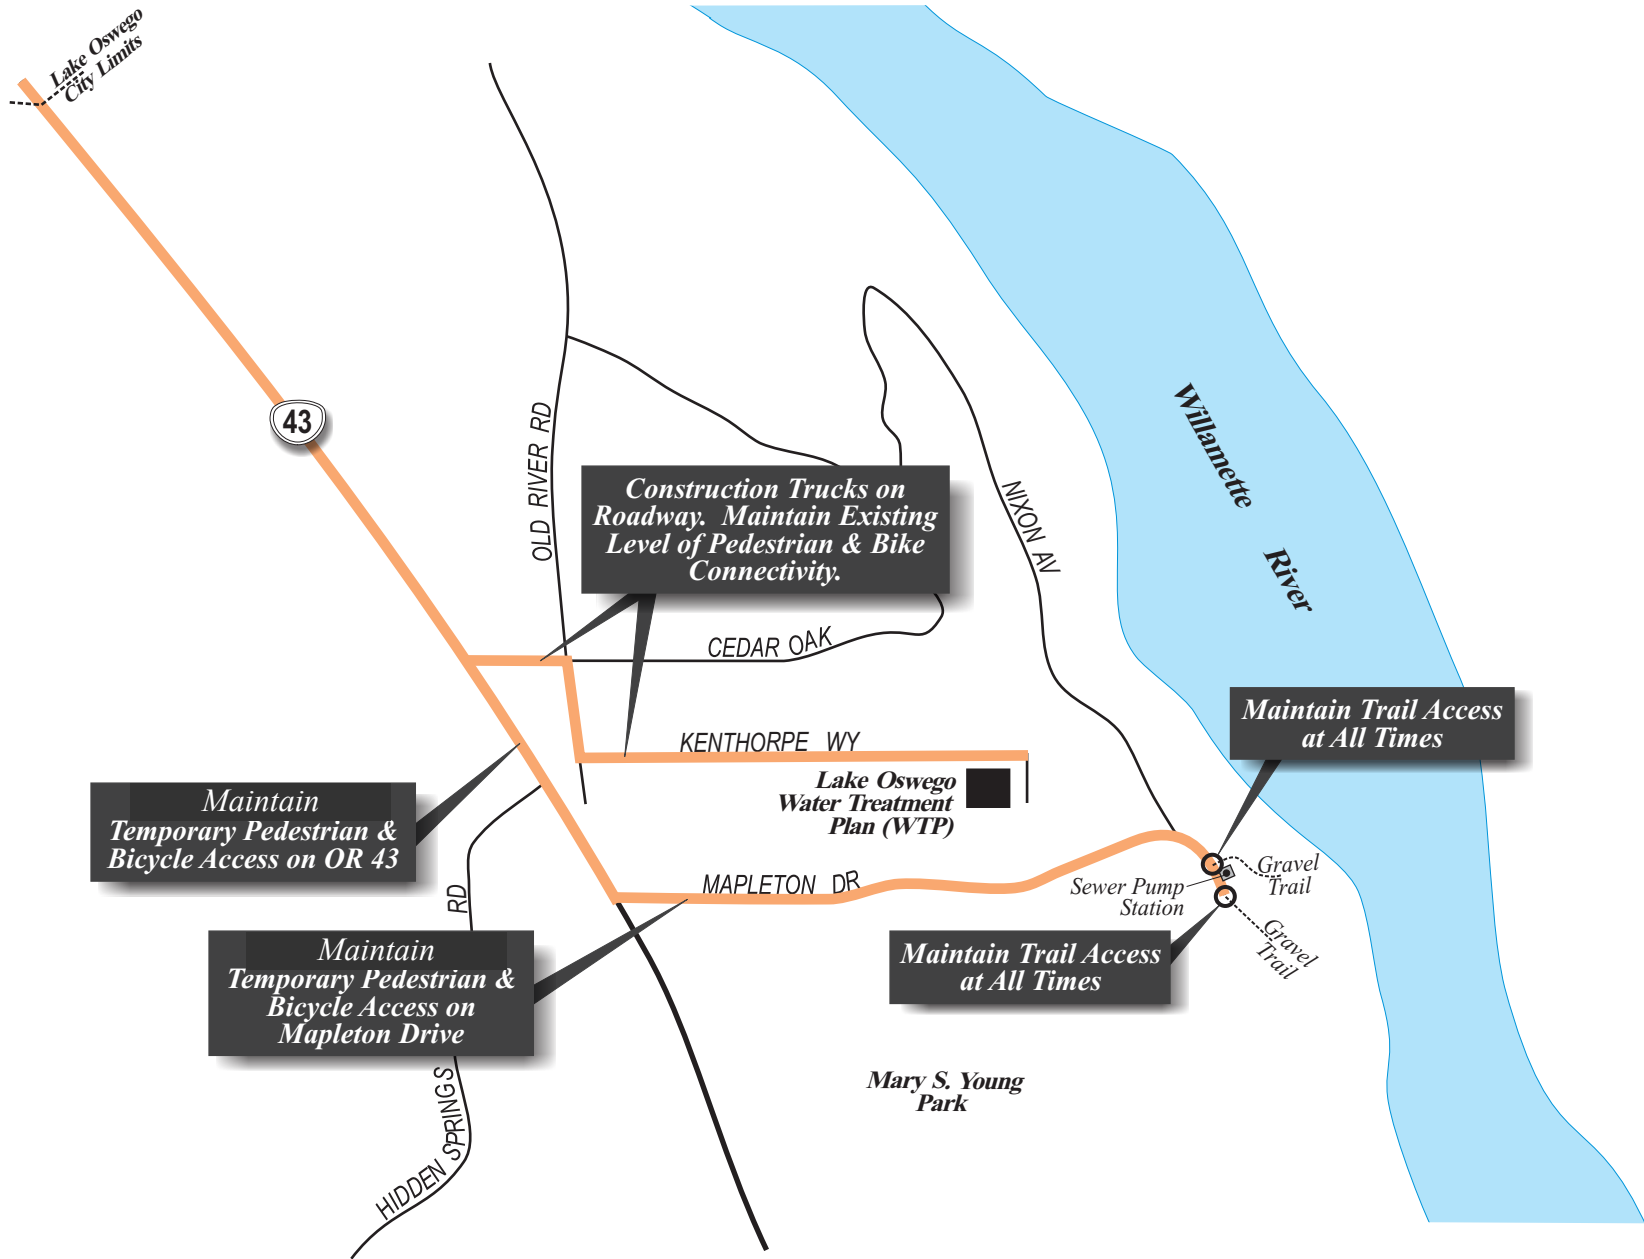 Lake Oswego
City Limits
43
OLD RIVER RD
Construction Trucks on
Roadway.  Maintain Existing
Level of Pedestrian & Bike
Connectivity.
NIXON AV
Willamette
River
CEDAR OAK
KENTHORPE WY
Lake Oswego
Water Treatment
Plan (WTP)
Maintain Trail Access
at All Times
Maintain
Temporary Pedestrian &
Bicycle Access on OR 43
MAPLETON DR
Sewer Pump
Station
Gravel
Trail
Gravel
Trail
Maintain Trail Access
at All Times
Maintain
Temporary Pedestrian &
Bicycle Access on
Mapleton Drive
HIDDEN SPRINGS RD
Mary S. Young
Park